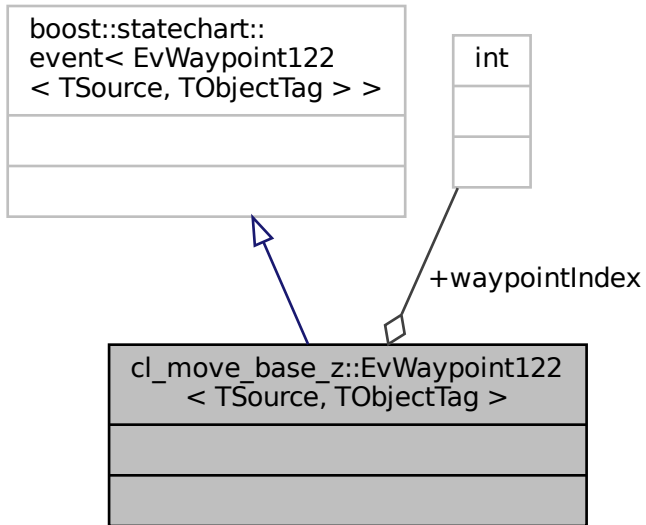 boost::statechart::
event< EvWaypoint122
< TSource, TObjectTag > >
int
+waypointIndex
cl_move_base_z::EvWaypoint122
< TSource, TObjectTag >